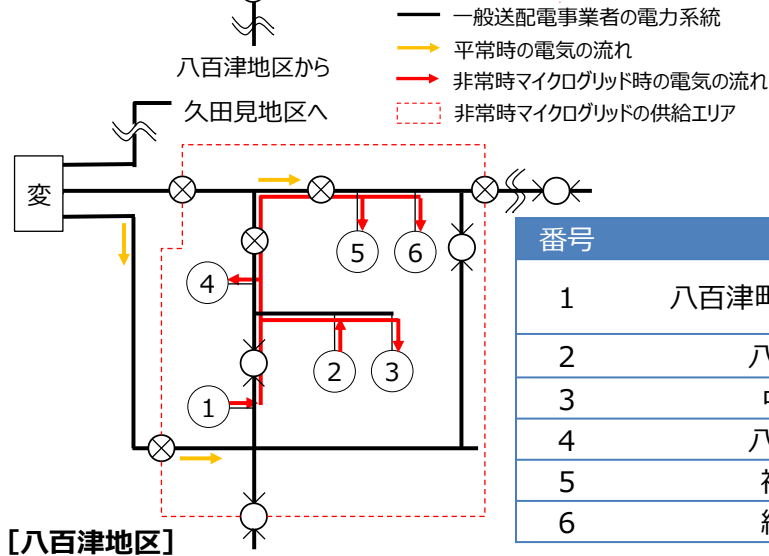 一般送配電事業者の電力系統
平常時の電気の流れ
非常時マイクログリッド時の電気の流れ
非常時マイクログリッドの供給エリア
八百津地区から
久田見地区へ
変
5
6
4
2
3
1
番号
1 八百津町
2 八
3
4 八
5
6
[八百津地区]